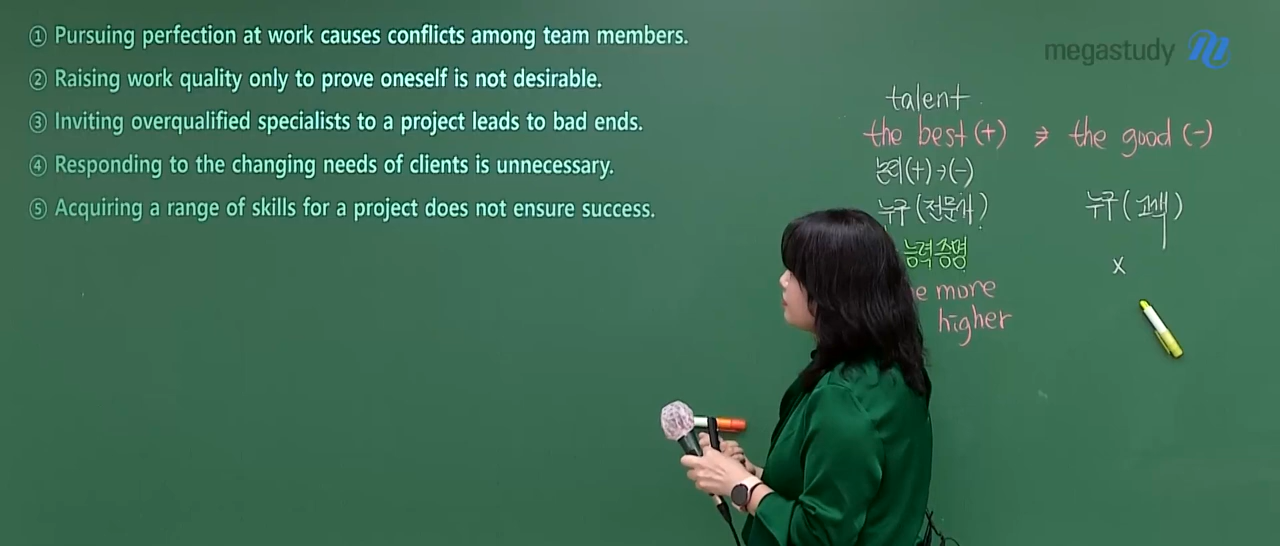 ① Pursuing perfection at work causes conflicts among team members.
② Raising work quality only to prove oneself is not desirable.
③ Inviting overqualified specialists to a project leads to bad ends.
④ Responding to the changing needs of clients is unnecessary.
⑤ Acquiring a range of skills for a project does not ensure success.
megastudy
talent
the best (+) ⇒ the good (-)
논리(+)→(-)
누구(전문가) 누구(고객)
능력증명 x
more
higher